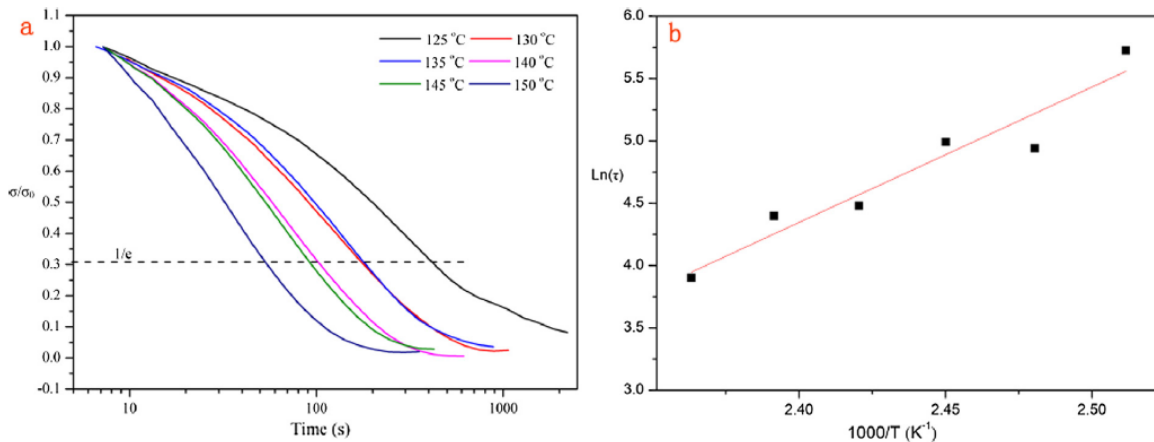 a
1.1
1.0
0.9
0.8
0.7
0.6
0.5
0.4
0.3
0.2
0.1
0.0
-0.1
σ/σ0
125 °C 130 °C
135 °C 140 °C
145 °C 150 °C
1/e
10 100 1000
Time (s)
b
6.0
5.5
5.0
4.5
4.0
3.5
3.0
Ln(τ)
2.40 2.45 2.50
1000/T (K⁻¹)